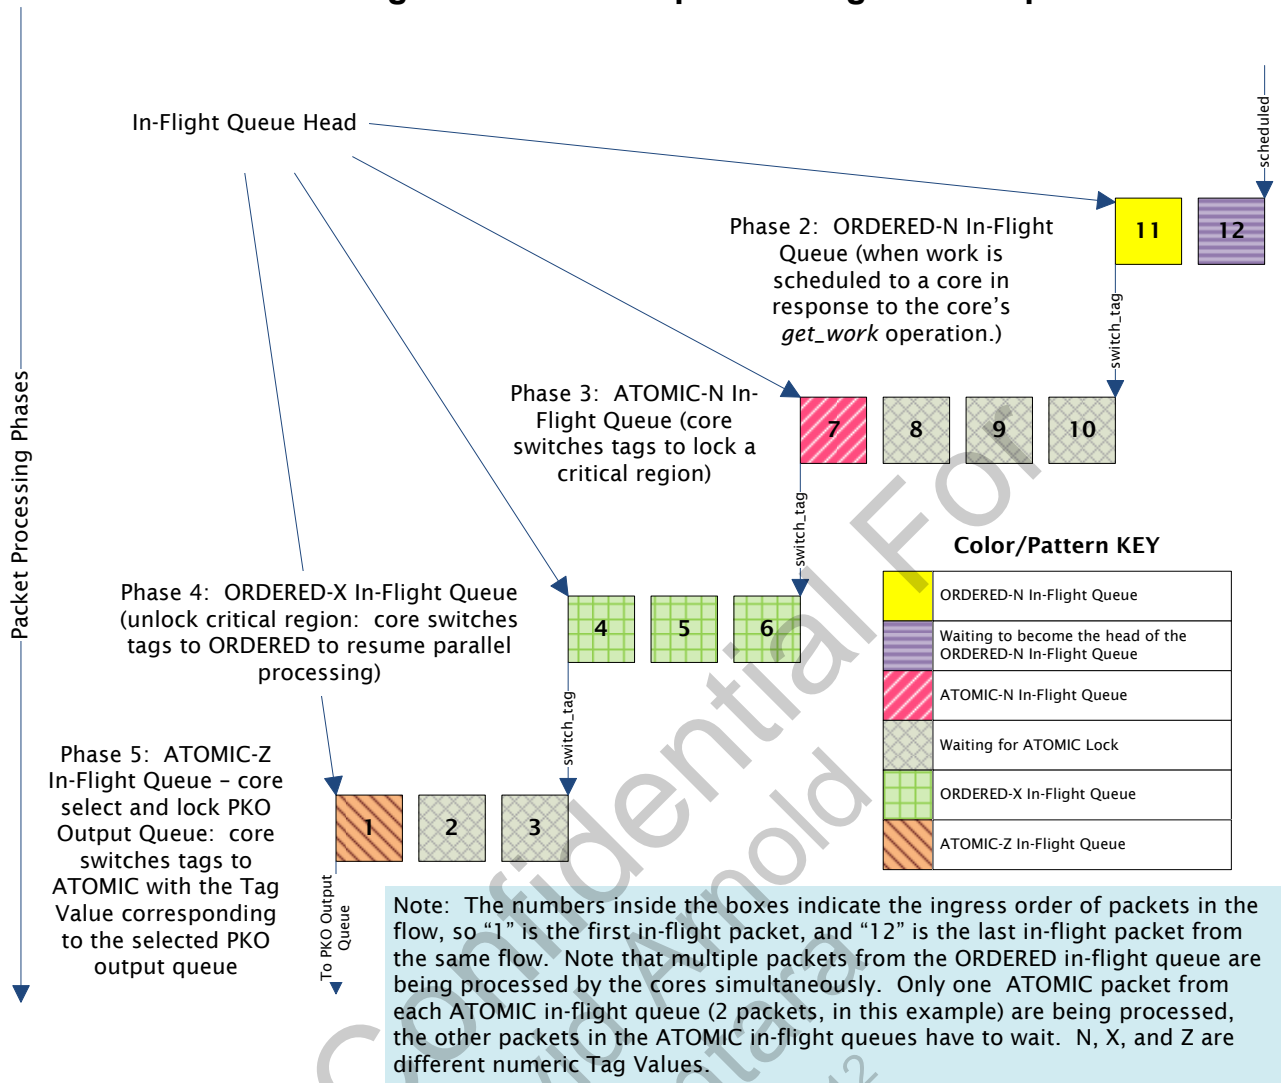 In-Flight Queue Head
scheduled
Phase 2:  ORDERED-N In-Flight
Queue (when work is
scheduled to a core in
response to the core’s
get_work operation.)
11
12
switch_tag
Phase 3:  ATOMIC-N In-
Flight Queue (core
switches tags to lock a
critical region)
7
8
9
10
switch_tag
Packet Processing Phases
Phase 4:  ORDERED-X In-Flight Queue
(unlock critical region:  core switches
tags to ORDERED to resume parallel
processing)
4
5
6
switch_tag
Phase 5:  ATOMIC-Z
In-Flight Queue – core
select and lock PKO
Output Queue:  core
switches tags to
ATOMIC with the Tag
Value corresponding
to the selected PKO
output queue
1
2
3
To PKO Output
Queue
Color/Pattern KEY
ORDERED-N In-Flight Queue
Waiting to become the head of the
ORDERED-N In-Flight Queue
ATOMIC-N In-Flight Queue
Waiting for ATOMIC Lock
ORDERED-X In-Flight Queue
ATOMIC-Z In-Flight Queue
Note:  The numbers inside the boxes indicate the ingress order of packets in the
flow, so “1” is the first in-flight packet, and “12” is the last in-flight packet from
the same flow.  Note that multiple packets from the ORDERED in-flight queue are
being processed by the cores simultaneously.  Only one  ATOMIC packet from
each ATOMIC in-flight queue (2 packets, in this example) are being processed,
the other packets in the ATOMIC in-flight queues have to wait.  N, X, and Z are
different numeric Tag Values.
Confidential For
Arnold